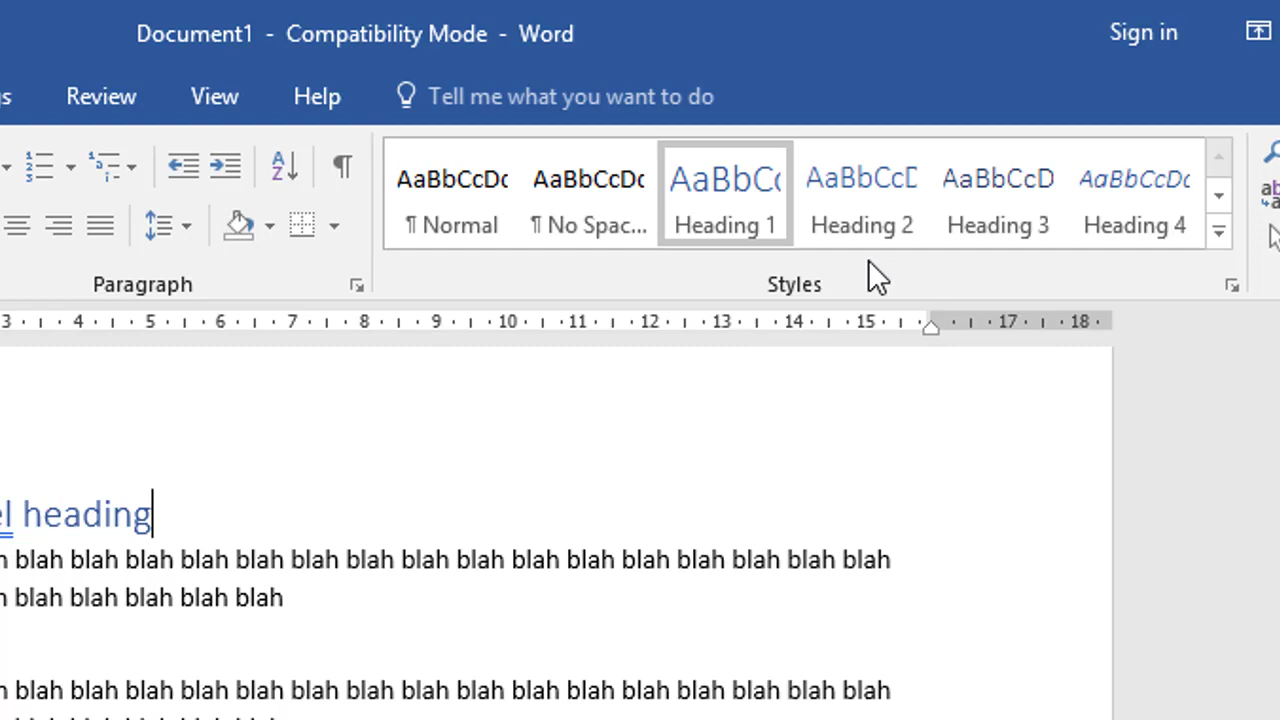 Document1 - Compatibility Mode - Word
Sign in
Review
View
Help
Tell me what you want to do
AaBbCcDc
AaBbCcDc
AaBbCc
AaBbCcD
AaBbCcD
AaBbCcDc
¶ Normal
¶ No Spac...
Heading 1
Heading 2
Heading 3
Heading 4
Paragraph
Styles
3 4 5 6 7 8 9 10 11 12 13 14 15 17 18
heading
blah blah blah blah blah blah blah blah blah blah blah blah blah blah blah blah
blah blah blah blah blah
blah blah blah blah blah blah blah blah blah blah blah blah blah blah blah blah